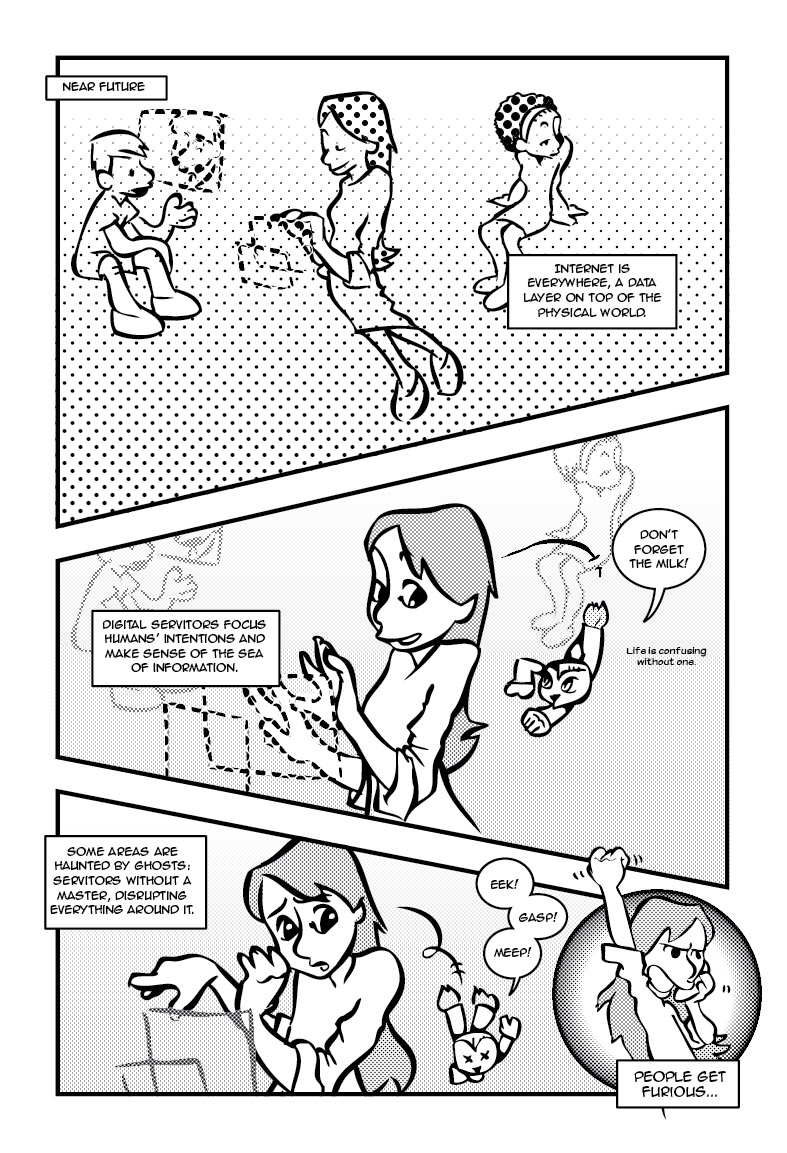 NEAR FUTURE
INTERNET IS
EVERYWHERE, A DATA
LAYER ON TOP OF THE
PHYSICAL WORLD.
DON'T
FORGET
THE MILK!
DIGITAL SERVITORS FOCUS
HUMANS' INTENTIONS AND
MAKE SENSE OF THE SEA
OF INFORMATION.
Life is confusing
without one.
SOME AREAS ARE
HAUNTED BY GHOSTS:
SERVITORS WITHOUT A
MASTER, DISRUPTING
EVERYTHING AROUND IT.
EEK!
GASP!
MEEP!
PEOPLE GET
FURIOUS...